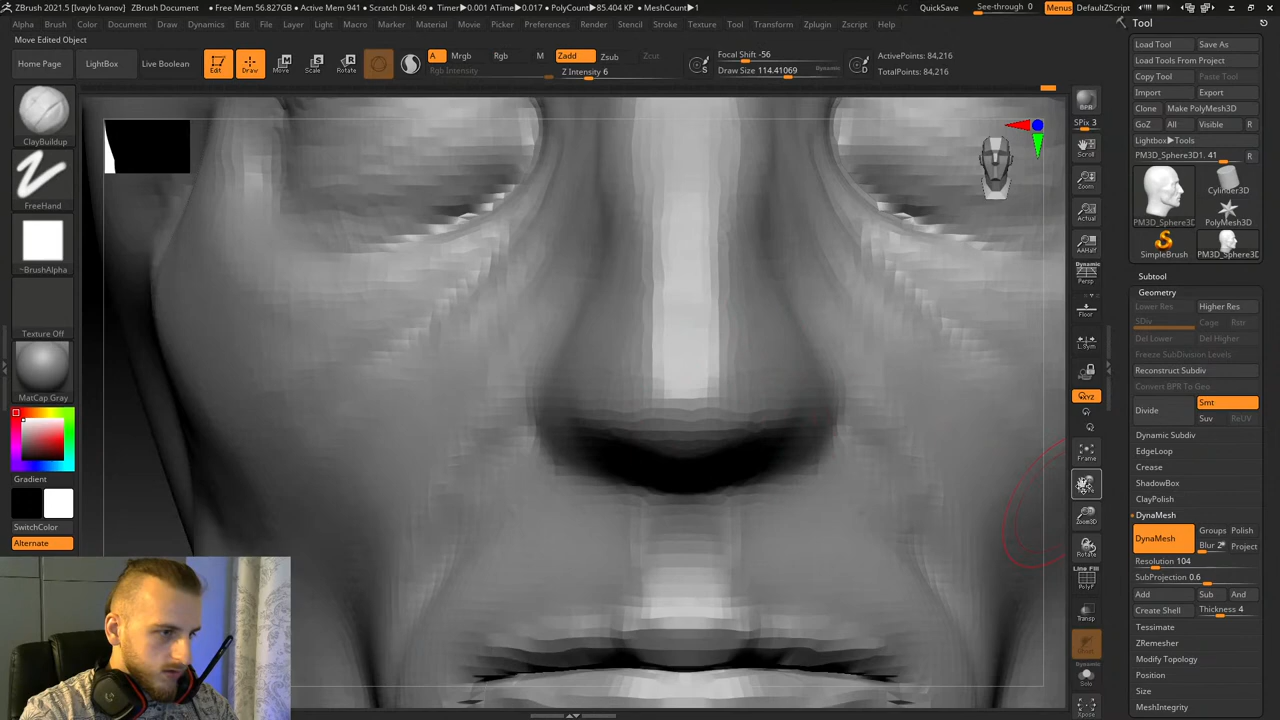 ZBrush 2021.5 [Ivaylo Ivanov]   ZBrush Document   • Free Mem 56.827GB • Active Mem 941 • Scratch Disk 49 • Timer▶0.001 ATime▶0.017 • PolyCount▶85.404 KP • MeshCount▶1   AC   QuickSave   See-through 0   Menus   DefaultZScript
Alpha Brush Color Document Draw Dynamics Edit File Layer Light Macro Marker Material Movie Picker Preferences Render Stencil Stroke Texture Tool Transform Zplugin Zscript Help
Move Edited Object
Home Page LightBox Live Boolean Edit Draw Move Scale Rotate
A Mrgb Rgb M Zadd Zsub Zcut
Rgb Intensity Z Intensity 6
Focal Shift -56
Draw Size 114.41069 Dynamic
S D
ActivePoints: 84,216
TotalPoints: 84,216
ClayBuildup
FreeHand
~BrushAlpha
Texture Off
MatCap Gray
Gradient
SwitchColor
Alternate
BPR
SPix 3
Scroll
Zoom
Actual
AAHalf
Dynamic
Persp
Floor
L.Sym
XYZ
Frame
Zoom3D
Rotate
Line Fill
PolyF
Transp
Dynamic
Solo
Xpose
Tool
Load Tool Save As
Load Tools From Project
Copy Tool Paste Tool
Import Export
Clone Make PolyMesh3D
GoZ All Visible R
Lightbox▶Tools
PM3D_Sphere3D1. 41 R
Cylinder3D
PM3D_Sphere3D PolyMesh3D
SimpleBrush PM3D_Sphere3D
Subtool
Geometry
Lower Res Higher Res
SDiv Cage Rstr
Del Lower Del Higher
Freeze SubDivision Levels
Reconstruct Subdiv
Convert BPR To Geo
Divide Smt
Suv ReUV
Dynamic Subdiv
EdgeLoop
Crease
ShadowBox
ClayPolish
DynaMesh
DynaMesh Groups Polish
Blur 2 Project
Resolution 104
SubProjection 0.6
Add Sub And
Create Shell Thickness 4
Tessimate
ZRemesher
Modify Topology
Position
Size
MeshIntegrity